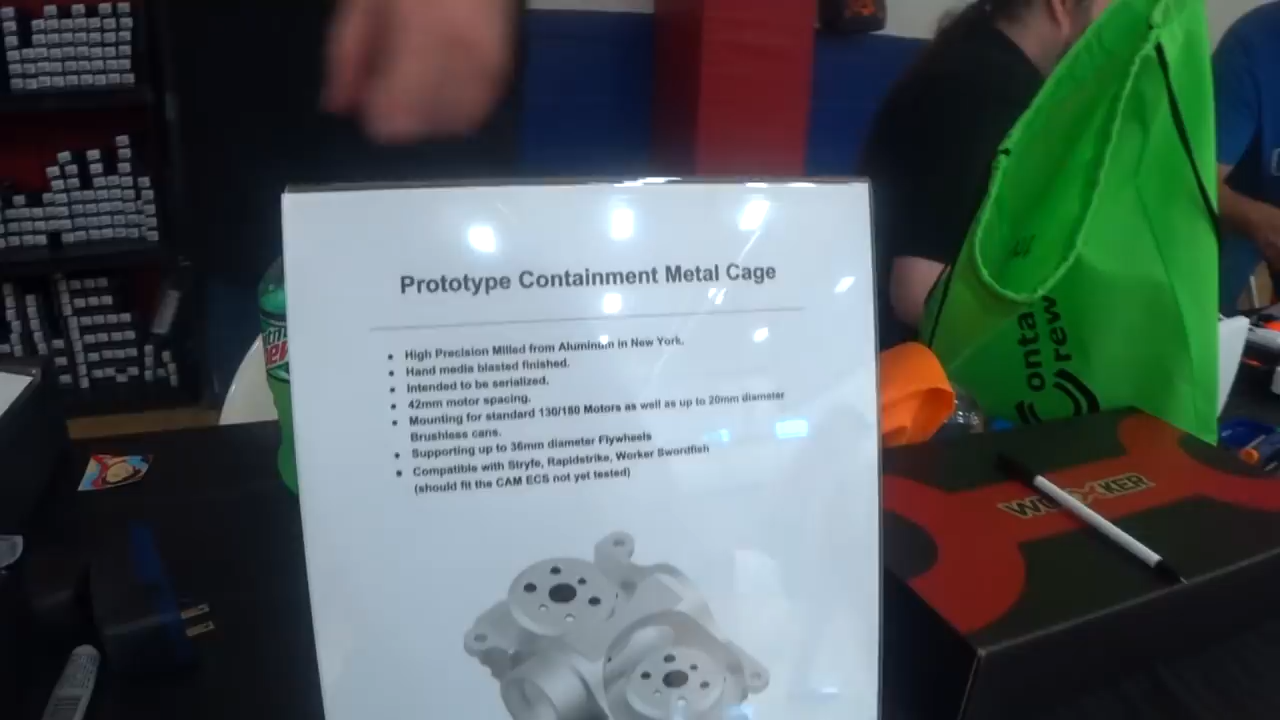 Prototype Containment Metal Cage
High Precision Milled from Aluminum in New York.
Hand media blasted finished.
Intended to be serialized.
42mm motor spacing.
Mounting for standard 130/180 Motors as well as up to 20mm diameter
Brushless cans.
Supporting up to 36mm diameter Flywheels
Compatible with Stryfe, Rapidstrike, Worker Swordfish
(should fit the CAM ECS not yet tested)
onta
rew
WORKER